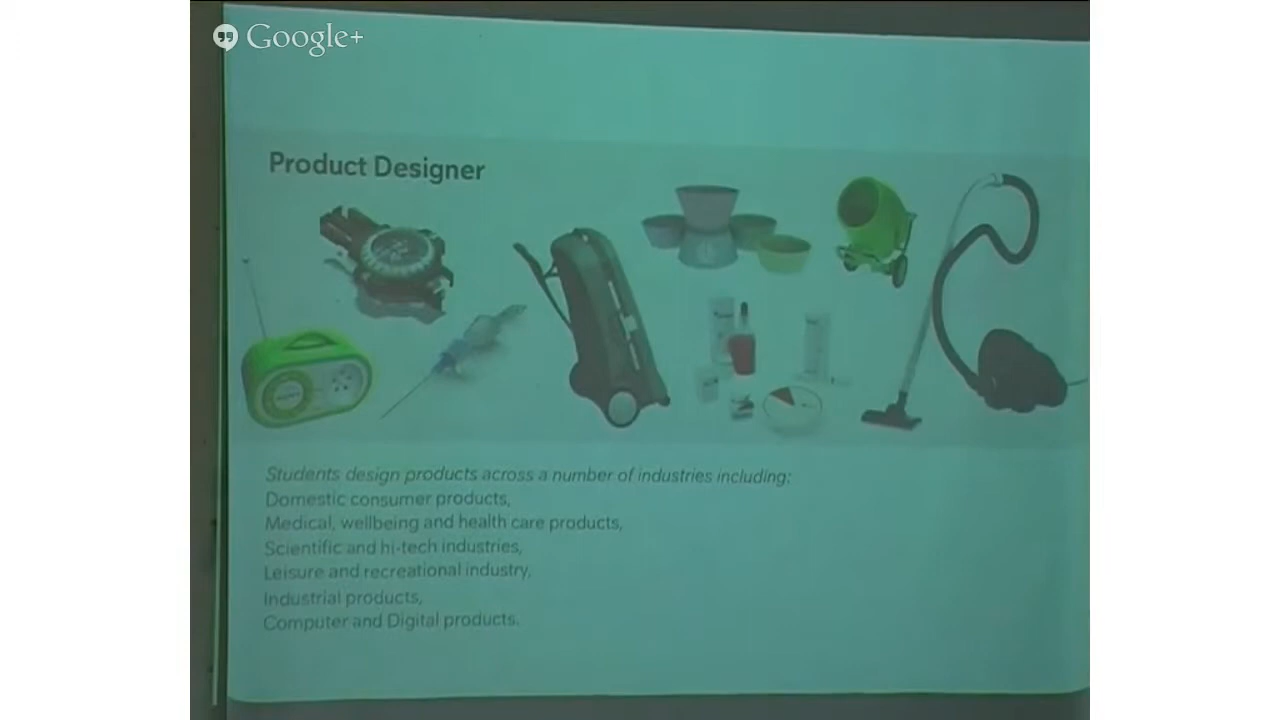 Google+
Product Designer
Students design products across a number of industries including:
Domestic consumer products,
Medical, wellbeing and health care products,
Scientific and hi-tech industries,
Leisure and recreational industry,
Industrial products,
Computer and Digital products.